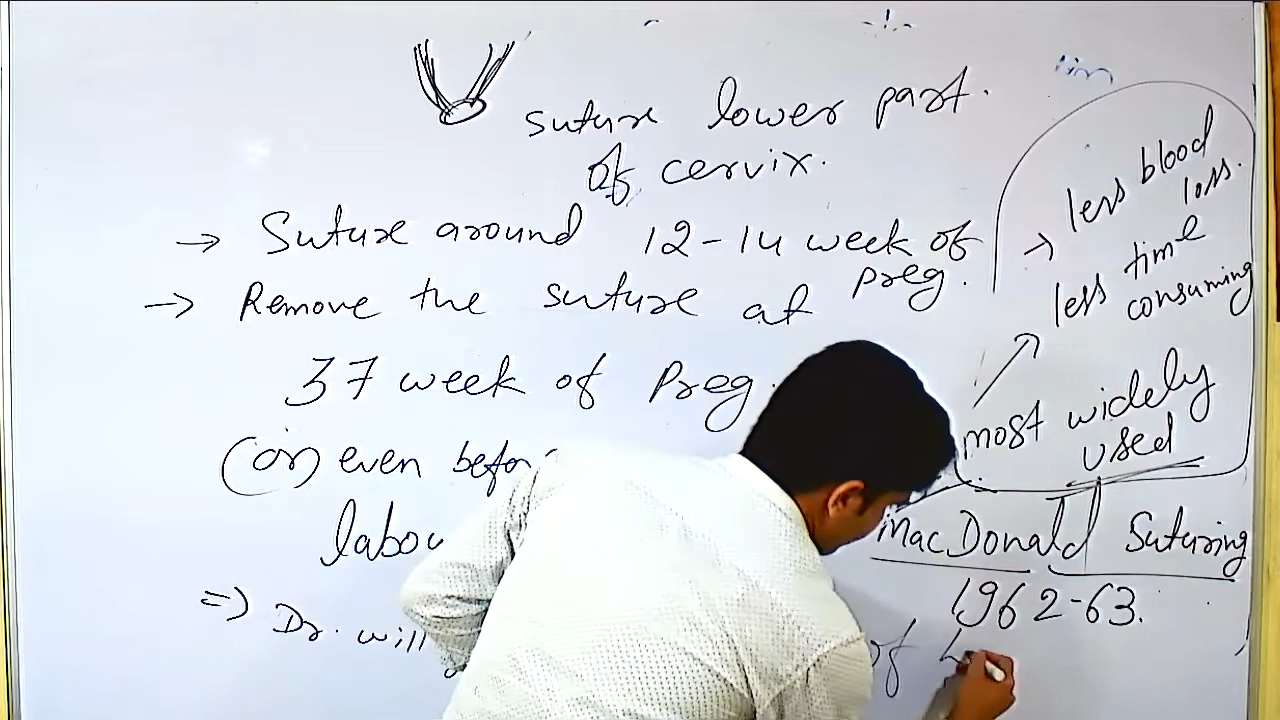 suture lower part.
of cervix.
→ Suture around 12-14 week of
preg.
→ Remove the suture at
37 week of Preg.
(or) even befor
labou
=) Dr. will
of
→ less blood
loss.
less time
consuming
most widely
used
MacDonald Suturing
1962-63.